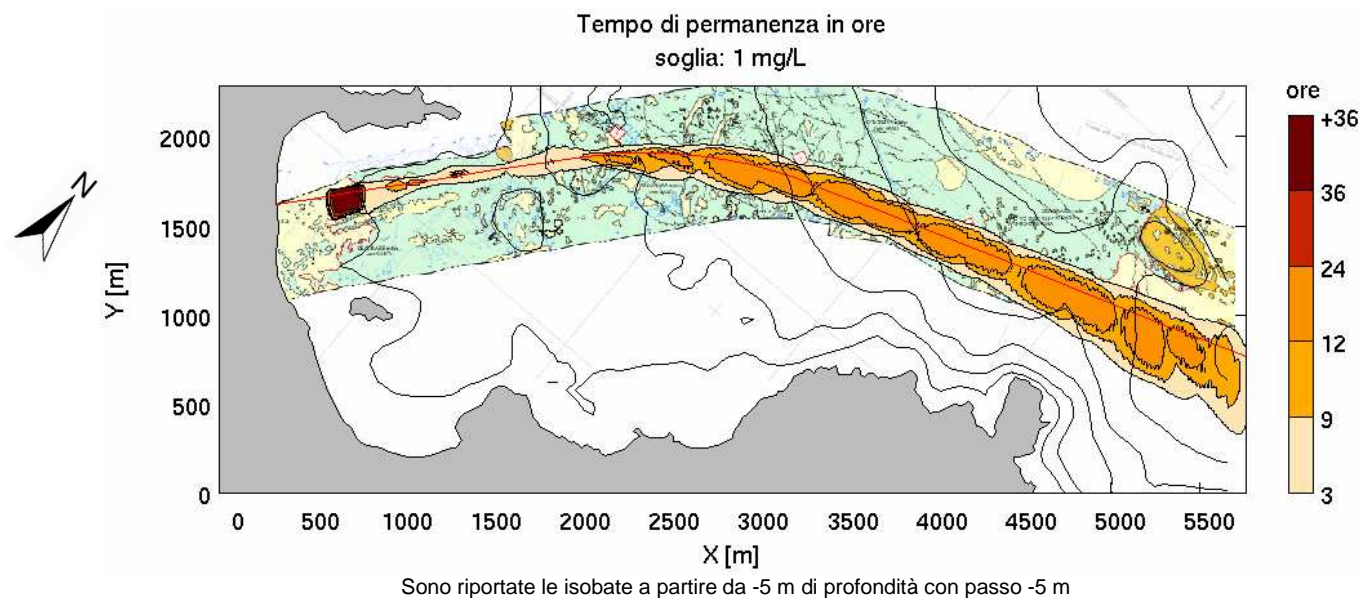 Tempo di permanenza in ore
soglia: 1 mg/L
ore
+36
36
24
12
9
3
N
Y [m]
2000
1500
1000
500
0
0 500 1000 1500 2000 2500 3000 3500 4000 4500 5000 5500
X [m]
Sono riportate le isobate a partire da -5 m di profondità con passo -5 m